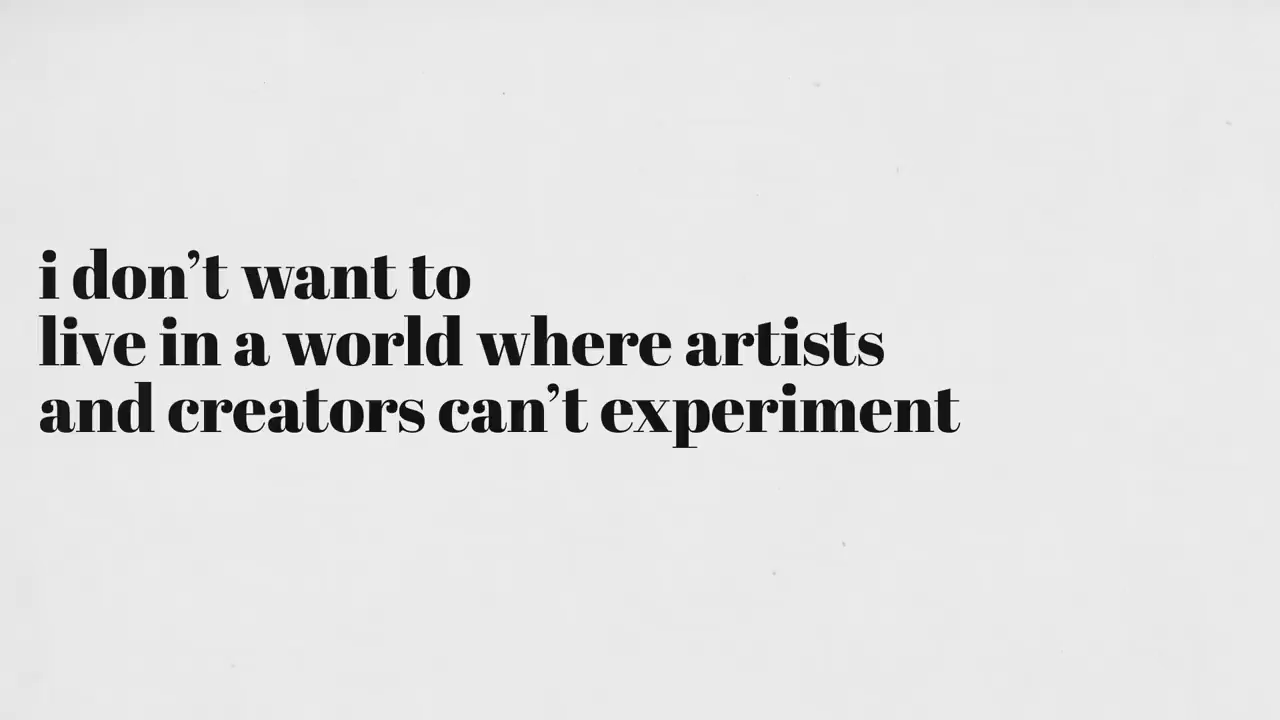 i don’t want to
live in a world where artists
and creators can’t experiment